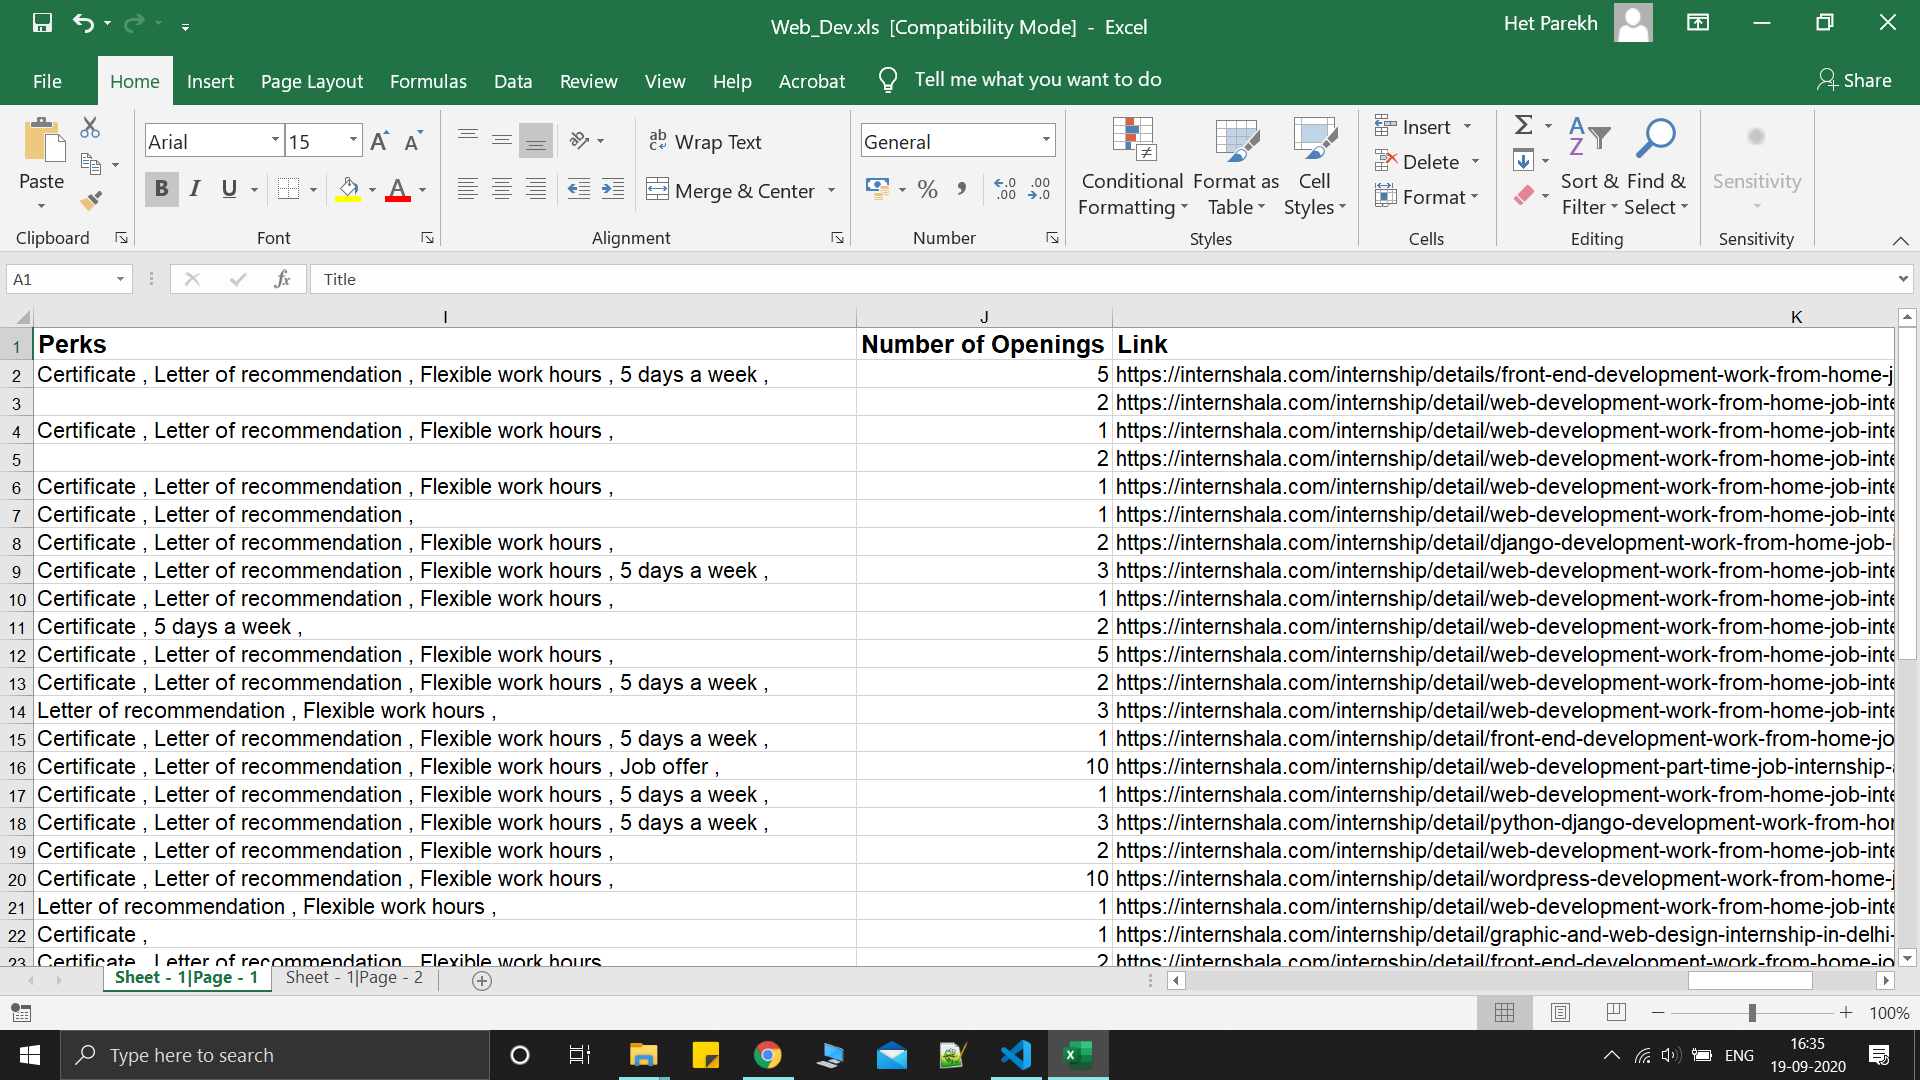 Web_Dev.xls [Compatibility Mode] - Excel
Het Parekh
File Home Insert Page Layout Formulas Data Review View Help Acrobat Tell me what you want to do Share
Arial 15 Wrap Text General
Paste Merge & Center
Conditional Formatting Format as Table Cell Styles
Insert Delete Format
Sort & Filter Find & Select Sensitivity
Clipboard Font Alignment Number Styles Cells Editing Sensitivity
A1 fx Title
I J K
1 Perks Number of Openings Link
2 Certificate , Letter of recommendation , Flexible work hours , 5 days a week , 5 https://internshala.com/internship/details/front-end-development-work-from-home-j
3 2 https://internshala.com/internship/detail/web-development-work-from-home-job-inte
4 Certificate , Letter of recommendation , Flexible work hours , 1 https://internshala.com/internship/detail/web-development-work-from-home-job-inte
5 2 https://internshala.com/internship/detail/web-development-work-from-home-job-inte
6 Certificate , Letter of recommendation , Flexible work hours , 1 https://internshala.com/internship/detail/web-development-work-from-home-job-inte
7 Certificate , Letter of recommendation , 1 https://internshala.com/internship/detail/web-development-work-from-home-job-inte
8 Certificate , Letter of recommendation , Flexible work hours , 2 https://internshala.com/internship/detail/django-development-work-from-home-job-i
9 Certificate , Letter of recommendation , Flexible work hours , 5 days a week , 3 https://internshala.com/internship/detail/web-development-work-from-home-job-inte
10 Certificate , Letter of recommendation , Flexible work hours , 1 https://internshala.com/internship/detail/web-development-work-from-home-job-inte
11 Certificate , 5 days a week , 2 https://internshala.com/internship/detail/web-development-work-from-home-job-inte
12 Certificate , Letter of recommendation , Flexible work hours , 5 https://internshala.com/internship/detail/web-development-work-from-home-job-inte
13 Certificate , Letter of recommendation , Flexible work hours , 5 days a week , 2 https://internshala.com/internship/detail/web-development-work-from-home-job-inte
14 Letter of recommendation , Flexible work hours , 3 https://internshala.com/internship/detail/web-development-work-from-home-job-inte
15 Certificate , Letter of recommendation , Flexible work hours , 5 days a week , 1 https://internshala.com/internship/detail/front-end-development-work-from-home-jo
16 Certificate , Letter of recommendation , Flexible work hours , Job offer , 10 https://internshala.com/internship/detail/web-development-part-time-job-internship-
17 Certificate , Letter of recommendation , Flexible work hours , 5 days a week , 1 https://internshala.com/internship/detail/web-development-work-from-home-job-inte
18 Certificate , Letter of recommendation , Flexible work hours , 5 days a week , 3 https://internshala.com/internship/detail/python-django-development-work-from-hor
19 Certificate , Letter of recommendation , Flexible work hours , 2 https://internshala.com/internship/detail/web-development-work-from-home-job-inte
20 Certificate , Letter of recommendation , Flexible work hours , 10 https://internshala.com/internship/detail/wordpress-development-work-from-home-j
21 Letter of recommendation , Flexible work hours , 1 https://internshala.com/internship/detail/web-development-work-from-home-job-inte
22 Certificate , 1 https://internshala.com/internship/detail/graphic-and-web-design-internship-in-delhi-
23 Certificate , Letter of recommendation , Flexible work hours 2 https://internshala.com/internship/detail/front-end-development-work-from-home-jo
Sheet - 1|Page - 1 Sheet - 1|Page - 2
100%
Type here to search
ENG 16:35
19-09-2020